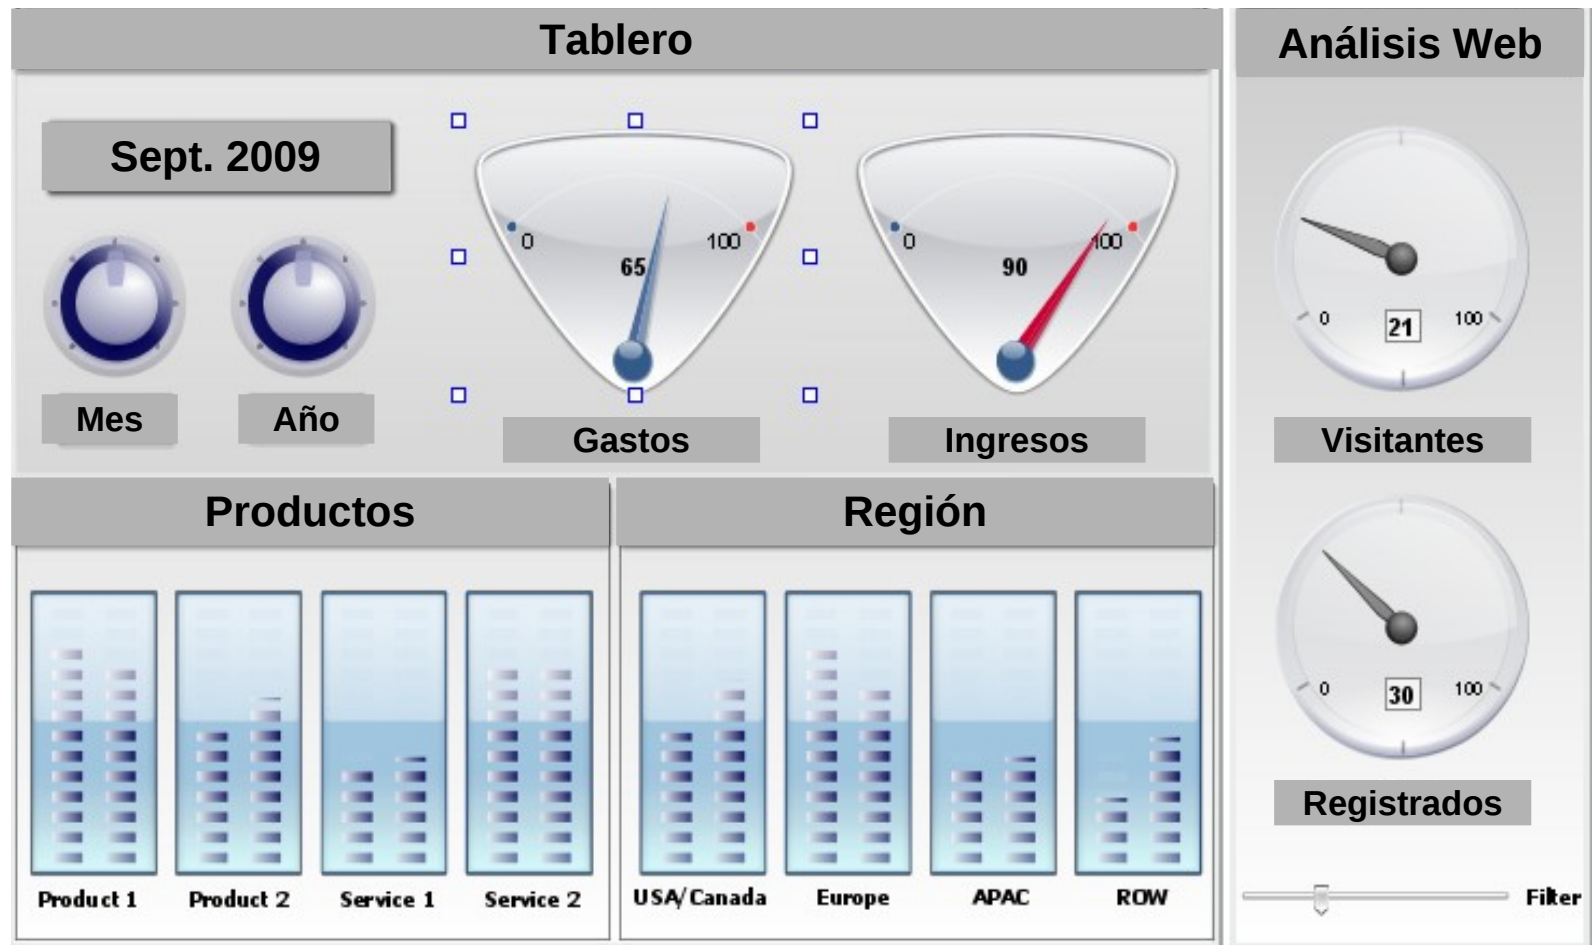 Tablero
Análisis Web
Sept. 2009
0
100
65
0
100
90
0
21
100
Mes
Año
Gastos
Ingresos
Visitantes
Productos
Región
0
30
100
Registrados
Product 1
Product 2
Service 1
Service 2
USA/Canada
Europe
APAC
ROW
Filter